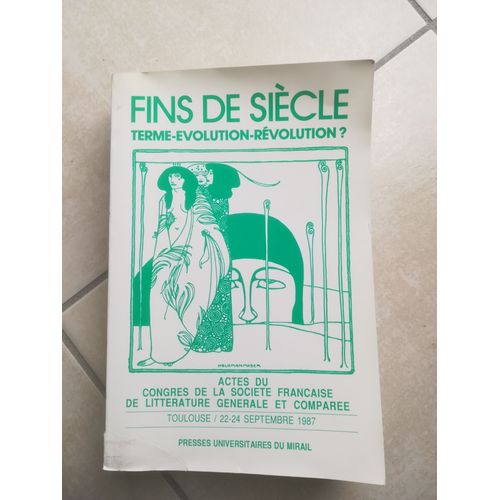 FINS DE SIÈCLE
TERME-EVOLUTION-RÉVOLUTION ?
ACTES DU
CONGRES DE LA SOCIETE FRANCAISE
DE LITTERATURE GENERALE ET COMPAREE
TOULOUSE / 22-24 SEPTEMBRE 1987
PRESSES UNIVERSITAIRES DU MIRAIL